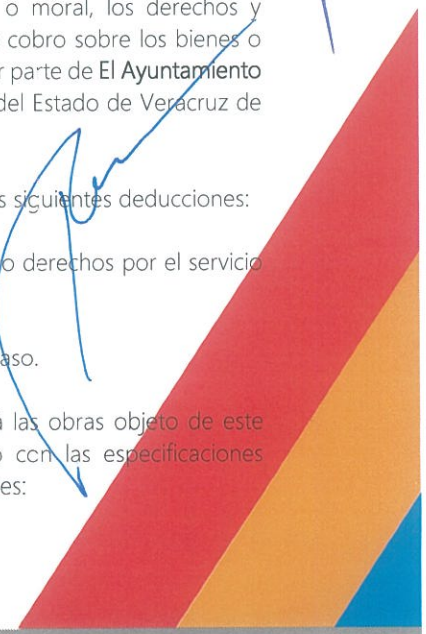 o moral, los derechos y
cobro sobre los bienes o
parte de El Ayuntamiento
del Estado de Veracruz de
siguientes deducciones:
o derechos por el servicio
aso.
las obras objeto de este
con las especificaciones
es: